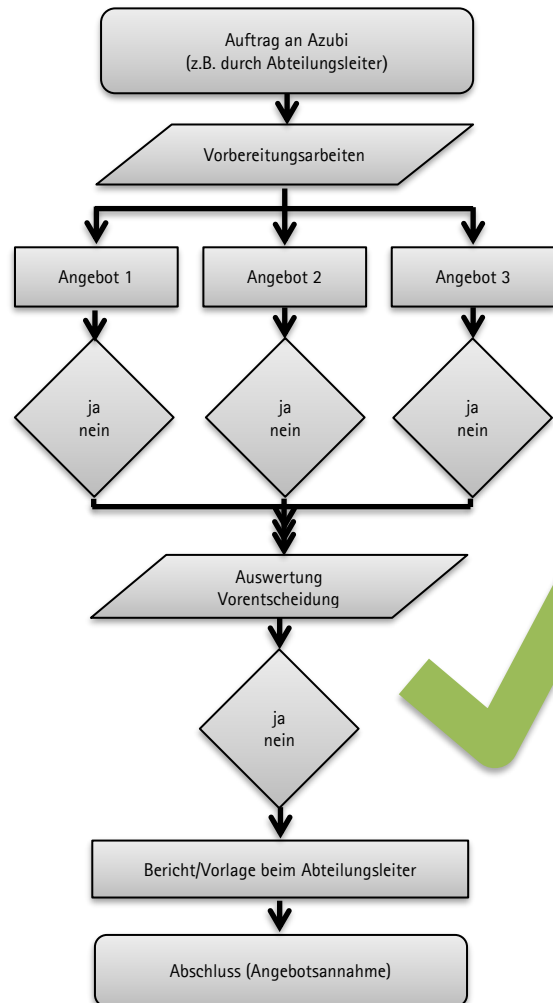 Auftrag an Azubi
(z.B. durch Abteilungsleiter)
Vorbereitungsarbeiten
Angebot 1
Angebot 2
Angebot 3
ja
nein
ja
nein
ja
nein
Auswertung
Vorentscheidung
ja
nein
Bericht/Vorlage beim Abteilungsleiter
Abschluss (Angebotsannahme)